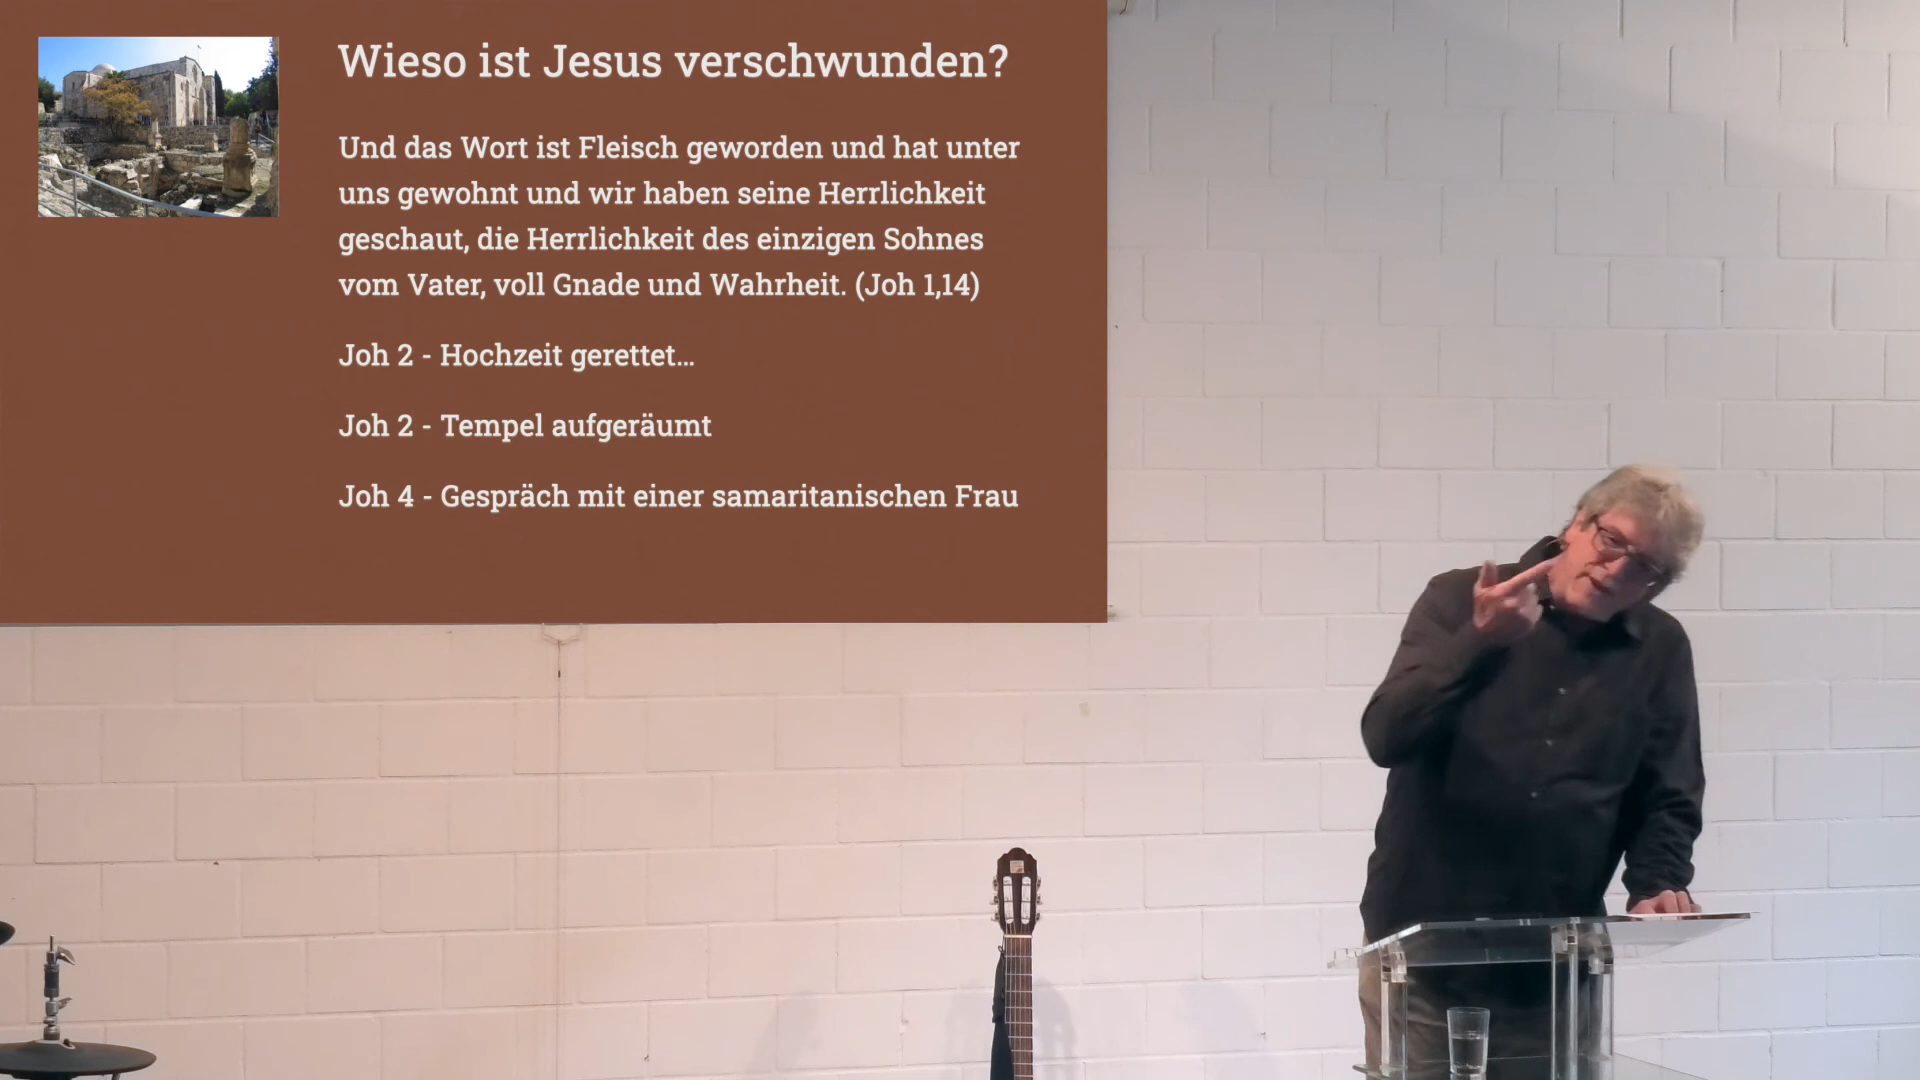 Wieso ist Jesus verschwunden?
Und das Wort ist Fleisch geworden und hat unter
uns gewohnt und wir haben seine Herrlichkeit
geschaut, die Herrlichkeit des einzigen Sohnes
vom Vater, voll Gnade und Wahrheit. (Joh 1,14)
Joh 2 - Hochzeit gerettet…
Joh 2 - Tempel aufgeräumt
Joh 4 - Gespräch mit einer samaritanischen Frau